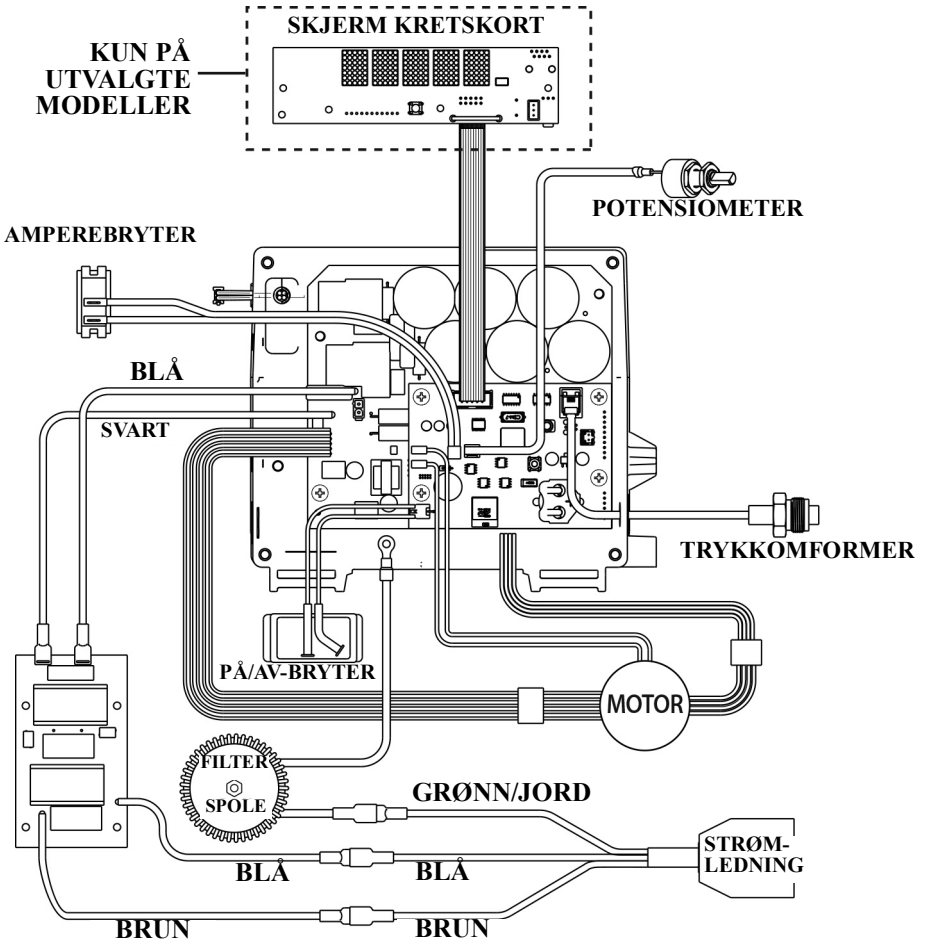 SKJERM KRETSKORT
KUN PÅ
UTVALGTE
MODELLER
POTENSIOMETER
AMPEREBRYTER
BLÅ
SVART
TRYKKOMFORMER
PÅ/AV-BRYTER
MOTOR
FILTER
SPOLE
GRØNN/JORD
STRØM-
LEDNING
BLÅ
BLÅ
BRUN
BRUN